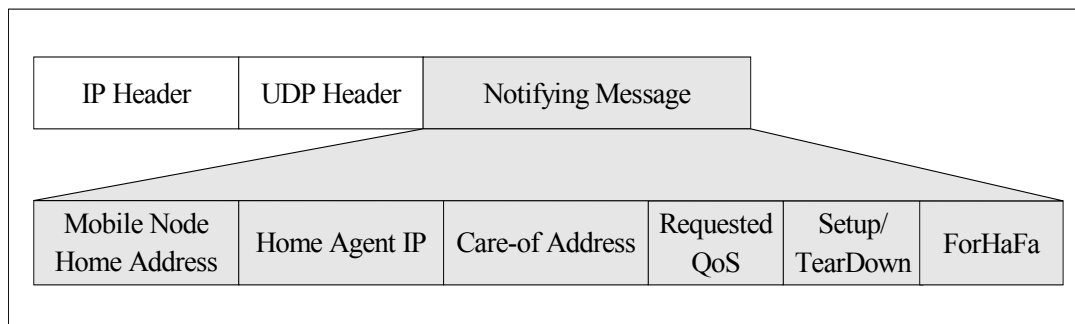 IP Header UDP Header Notifying Message
Mobile Node Home Address
Home Agent IP
Care-of Address
Requested QoS
Setup/ TearDown
ForHaFa